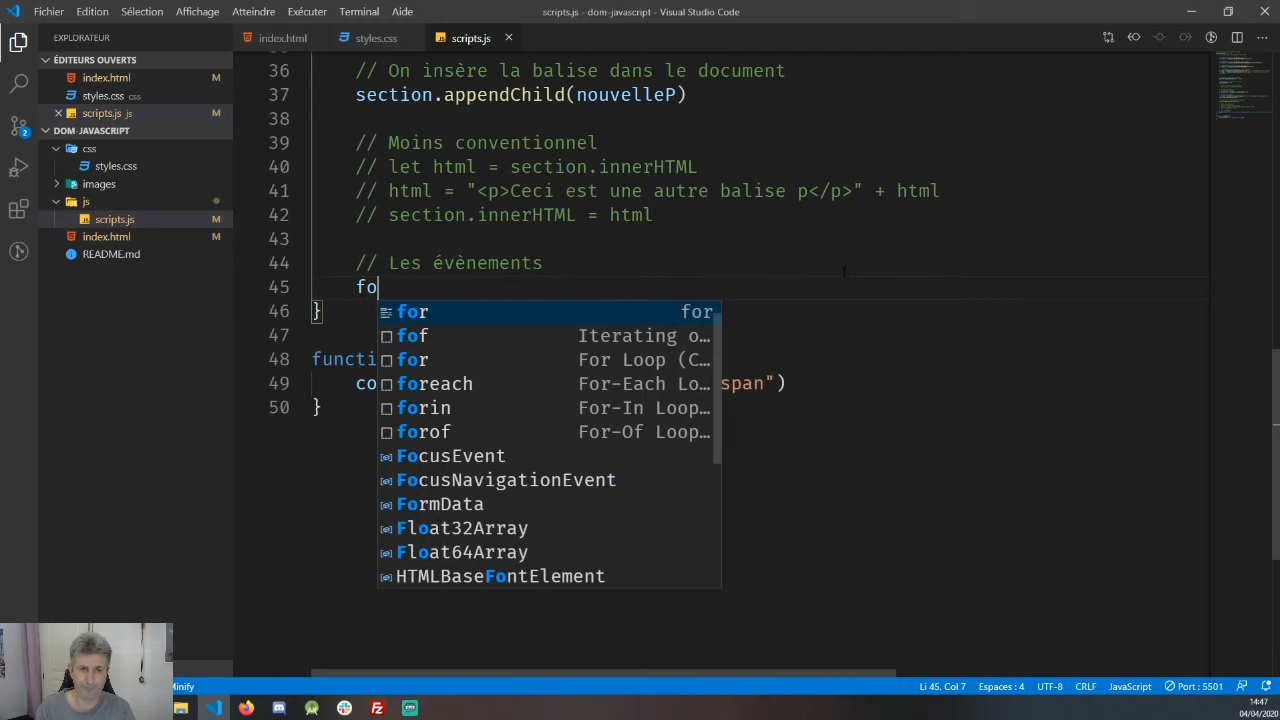 Fichier Edition Sélection Affichage Atteindre Exécuter Terminal Aide scripts.js - dom-javascript - Visual Studio Code
EXPLORATEUR
index.html styles.css scripts.js
ÉDITEURS OUVERTS
index.html M
styles.css css
scripts.js js M
DOM-JAVASCRIPT
css
styles.css
images
js
scripts.js M
index.html M
README.md
2
36 // On insère la balise dans le document
37 section.appendChild(nouvelleP)
38
39 // Moins conventionnel
40 // let html = section.innerHTML
41 // html = "<p>Ceci est une autre balise p</p>" + html
42 // section.innerHTML = html
43
44 // Les évènements
45 fo
46 }
47
48 functi
49 co span")
50 }
for for
fof Iterating o…
for For Loop (C…
foreach For-Each Lo…
forin For-In Loop…
forof For-Of Loop…
FocusEvent
FocusNavigationEvent
FormData
Float32Array
Float64Array
HTMLBaseFontElement
Minify Li 45, Col 7 Espaces : 4 UTF-8 CRLF JavaScript Port : 5501
14:47
04/04/2020